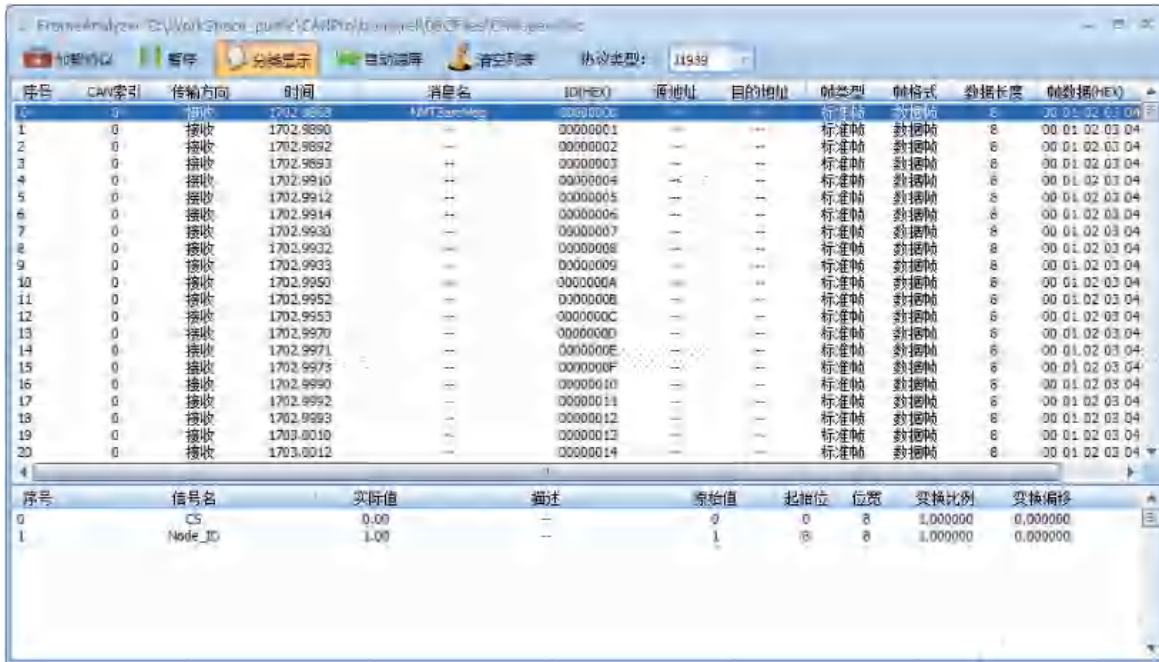 FrameAnalyzer
暂停 分类显示 自动滚屏 清空列表 协议类型: J1939
序号 CAN索引 传输方向 时间 消息名 ID(HEX) 源地址 目的地址 帧类型 帧格式 数据长度 帧数据(HEX)
0 0 接收 1702.9868 00000000 标准帧 数据帧 8 00 01 02 03 04
1 0 接收 1702.9890 -- 00000001 -- -- 标准帧 数据帧 8 00 01 02 03 04
2 0 接收 1702.9892 -- 00000002 -- -- 标准帧 数据帧 8 00 01 02 03 04
3 0 接收 1702.9893 -- 00000003 -- -- 标准帧 数据帧 8 00 01 02 03 04
4 0 接收 1702.9910 -- 00000004 -- -- 标准帧 数据帧 8 00 01 02 03 04
5 0 接收 1702.9912 -- 00000005 -- -- 标准帧 数据帧 8 00 01 02 03 04
6 0 接收 1702.9914 -- 00000006 -- -- 标准帧 数据帧 8 00 01 02 03 04
7 0 接收 1702.9930 -- 00000007 -- -- 标准帧 数据帧 8 00 01 02 03 04
8 0 接收 1702.9932 -- 00000008 -- -- 标准帧 数据帧 8 00 01 02 03 04
9 0 接收 1702.9933 -- 00000009 -- -- 标准帧 数据帧 8 00 01 02 03 04
10 0 接收 1702.9950 -- 0000000A -- -- 标准帧 数据帧 8 00 01 02 03 04
11 0 接收 1702.9952 -- 0000000B -- -- 标准帧 数据帧 8 00 01 02 03 04
12 0 接收 1702.9953 -- 0000000C -- -- 标准帧 数据帧 8 00 01 02 03 04
13 0 接收 1702.9970 -- 0000000D -- -- 标准帧 数据帧 8 00 01 02 03 04
14 0 接收 1702.9971 -- 0000000E -- -- 标准帧 数据帧 8 00 01 02 03 04
15 0 接收 1702.9973 -- 0000000F -- -- 标准帧 数据帧 8 00 01 02 03 04
16 0 接收 1702.9990 -- 00000010 -- -- 标准帧 数据帧 8 00 01 02 03 04
17 0 接收 1702.9992 -- 00000011 -- -- 标准帧 数据帧 8 00 01 02 03 04
18 0 接收 1702.9993 -- 00000012 -- -- 标准帧 数据帧 8 00 01 02 03 04
19 0 接收 1703.0010 -- 00000013 -- -- 标准帧 数据帧 8 00 01 02 03 04
20 0 接收 1703.0012 -- 00000014 -- -- 标准帧 数据帧 8 00 01 02 03 04
序号 信号名 实际值 描述 原始值 起始位 位宽 变换比例 变换偏移
0 CS 0.00 -- 0 0 8 1.000000 0.000000
1 Node_ID 1.00 -- 1 8 8 1.000000 0.000000